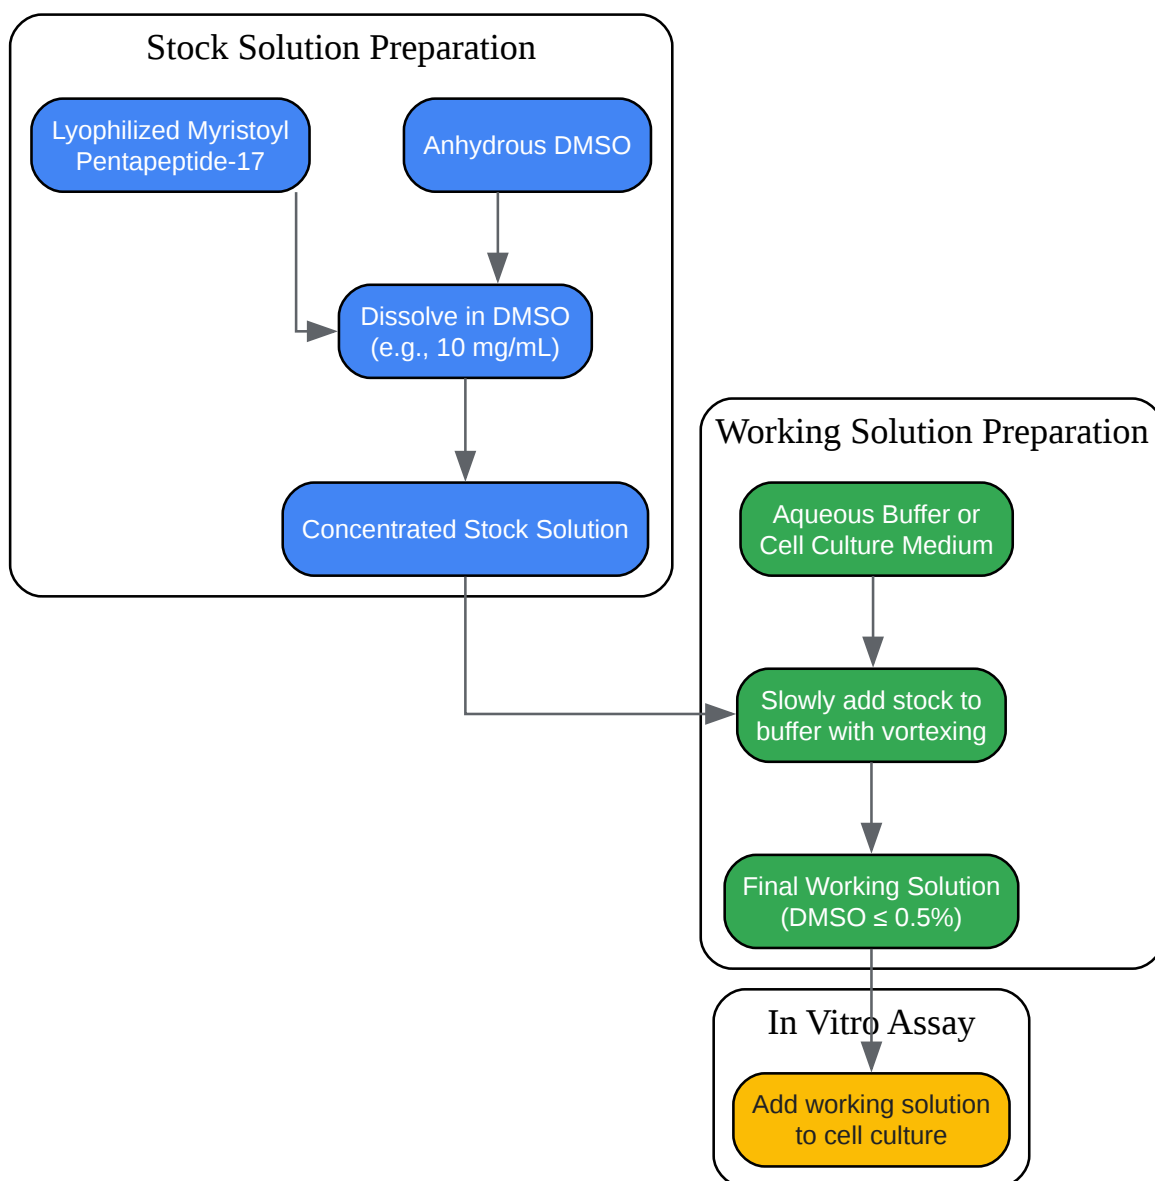 Stock Solution Preparation
Lyophilized Myristoyl
Pentapeptide-17
Anhydrous DMSO
Dissolve in DMSO
(e.g., 10 mg/mL)
Concentrated Stock Solution
Working Solution Preparation
Aqueous Buffer or
Cell Culture Medium
Slowly add stock to
buffer with vortexing
Final Working Solution
(DMSO ≤ 0.5%)
In Vitro Assay
Add working solution
to cell culture